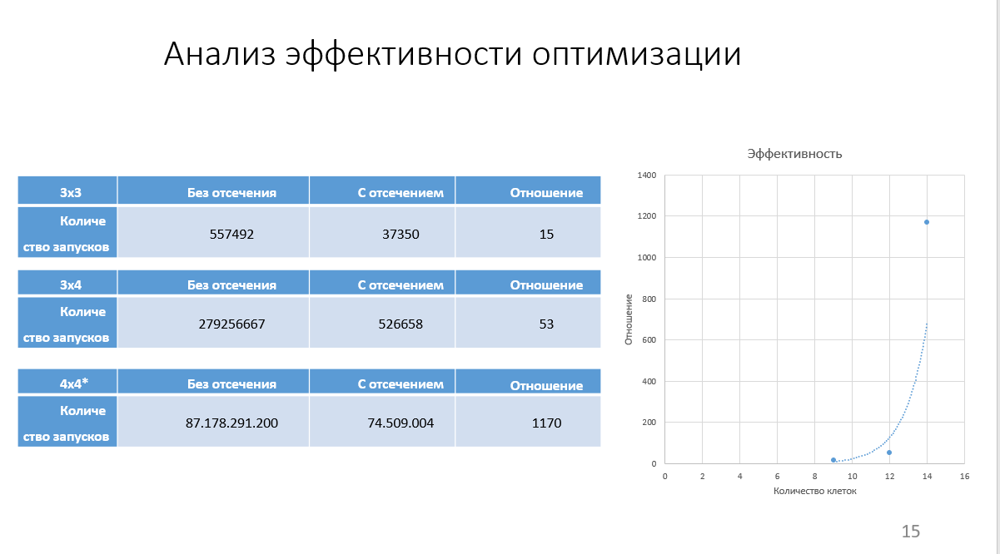 Анализ эффективности оптимизации
3x3 Без отсечения С отсечением Отношение
Количе
ство запусков
557492 37350 15
3x4 Без отсечения С отсечением Отношение
Количе
ство запусков
279256667 526658 53
4x4* Без отсечения С отсечением Отношение
Количе
ство запусков
87.178.291.200 74.509.004 1170
Эффективность
1400
1200
1000
800
600
400
200
0
Отношение
0 2 4 6 8 10 12 14 16
Количество клеток
15